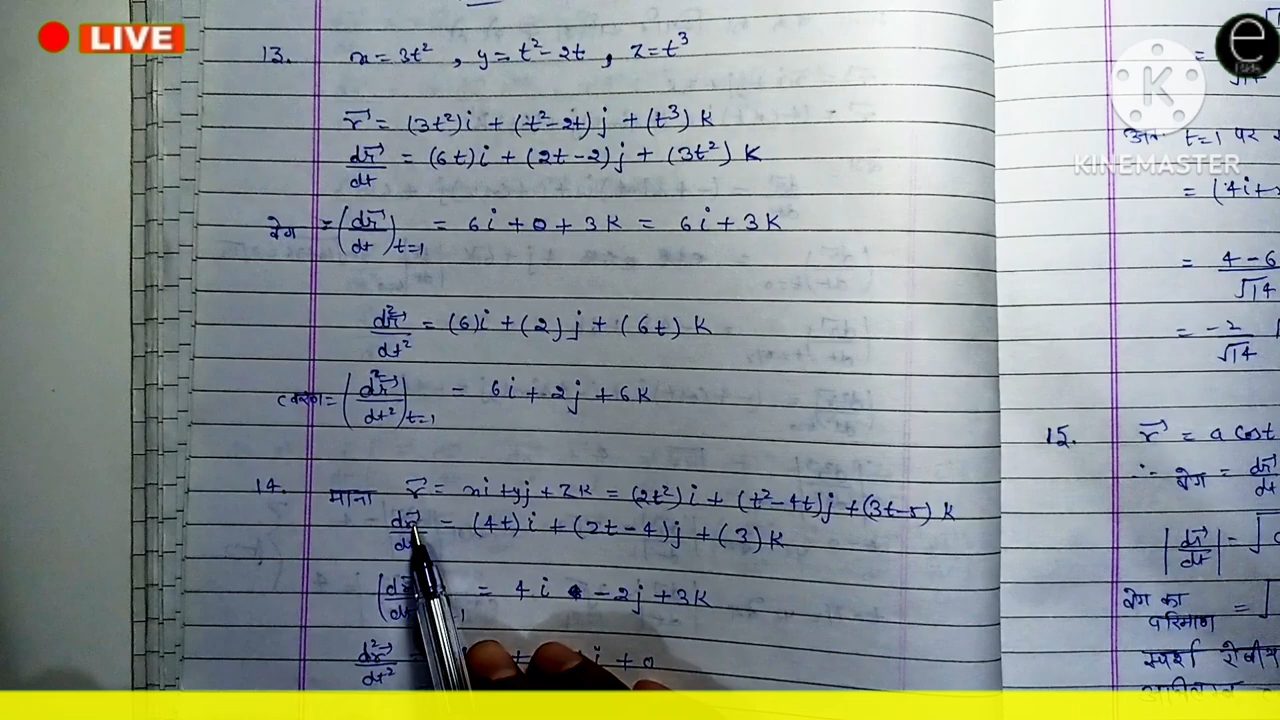 LIVE
e
KINEMASTER
13. x = 3t², y = t² - 2t, z = t³
r⃗ = (3t²)i + (t² - 2t)j + (t³)k
dr⃗/dt = (6t)i + (2t - 2)j + (3t²)k
वेग = (dr⃗/dt)t=1 = 6i + 0 + 3k = 6i + 3k
d²r⃗/dt² = (6)i + (2)j + (6t)k
त्वरण = (d²r⃗/dt²)t=1 = 6i + 2j + 6k
14. माना r⃗ = xi + yj + zk = (2t²)i + (t² - 4t)j + (3t - 5)k
dr⃗/dt = (4t)i + (2t - 4)j + (3)k
= 4i - 2j + 3k
d²r⃗/dt² + 0
t=1 पर
= (4i +
= 4 - 6/√14
= -2/√14
15. r⃗ = a cost
∴ वेग = dr⃗/dt
|dr⃗/dt| = √
वेग का परिमाण = √
स्पर्श